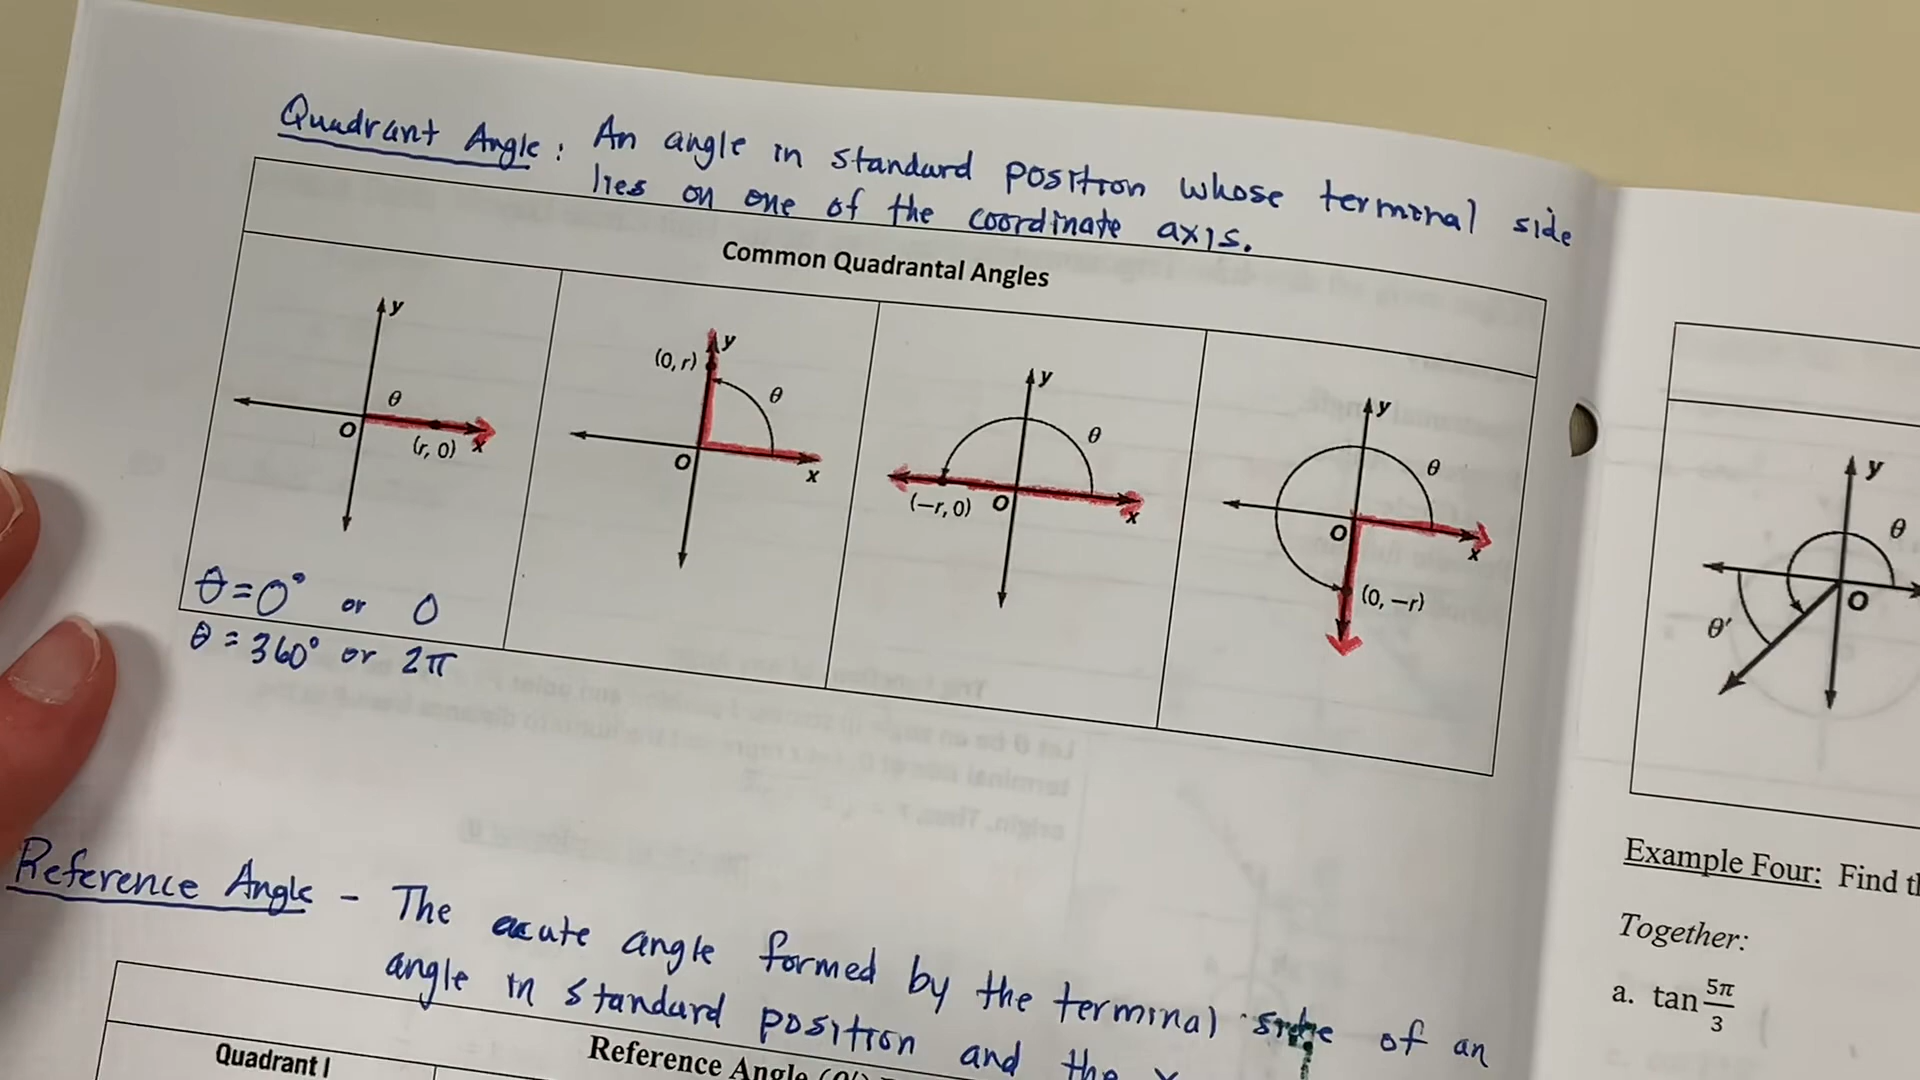 Quadrant Angle: An angle in standard position whose terminal side
lies on one of the coordinate axis.
Common Quadrantal Angles
y
θ
O
(r, 0)
x
θ = 0° or 0
θ = 360° or 2π
(0, r)
y
θ
O
x
y
θ
(−r, 0)
O
x
y
θ
O
x
(0, −r)
Reference Angle - The acute angle formed by the terminal side of an
angle in standard position and the x
Reference Angle
Quadrant I
y
θ
O
θ′
Example Four: Find
Together:
a. tan 5π/3